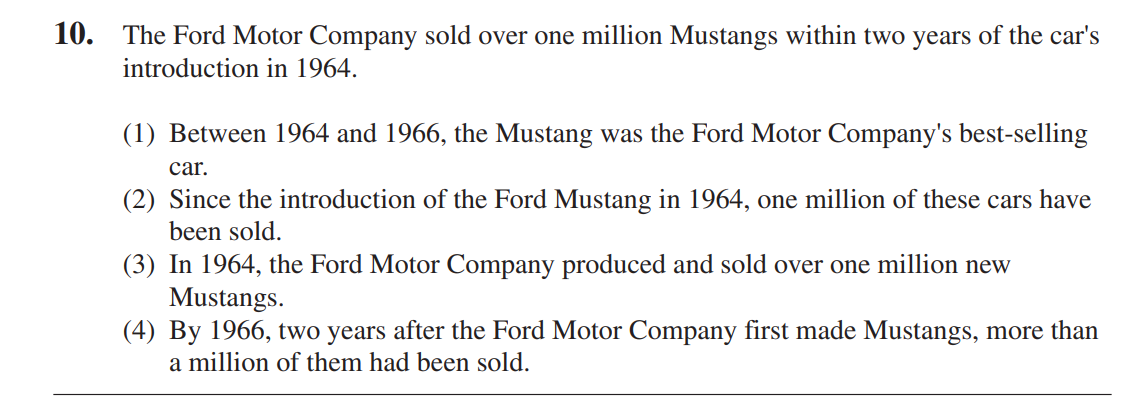 10. The Ford Motor Company sold over one million Mustangs within two years of the car's
introduction in 1964.
(1) Between 1964 and 1966, the Mustang was the Ford Motor Company's best-selling
car.
(2) Since the introduction of the Ford Mustang in 1964, one million of these cars have
been sold.
(3) In 1964, the Ford Motor Company produced and sold over one million new
Mustangs.
(4) By 1966, two years after the Ford Motor Company first made Mustangs, more than
a million of them had been sold.